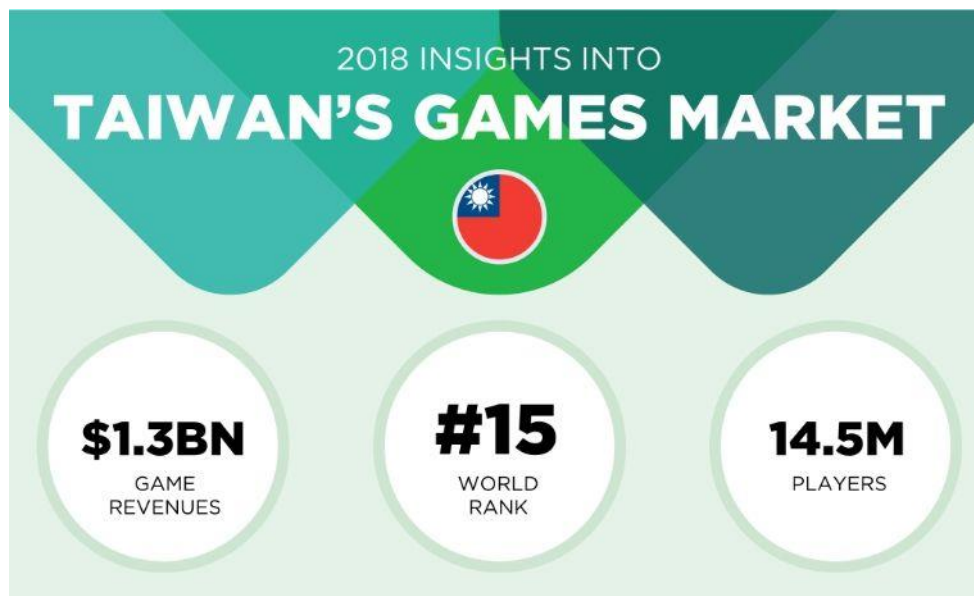 2018 INSIGHTS INTO
TAIWAN'S GAMES MARKET
$1.3BN
GAME
REVENUES
#15
WORLD
RANK
14.5M
PLAYERS